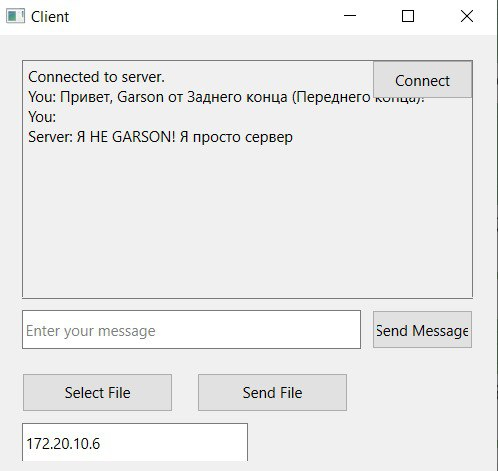 Client
Connect
Connected to server.
You: Привет, Garson от Заднего конца (Переднего конца)!
You:
Server: Я НЕ GARSON! Я просто сервер
Enter your message
Send Message
Select File
Send File
172.20.10.6